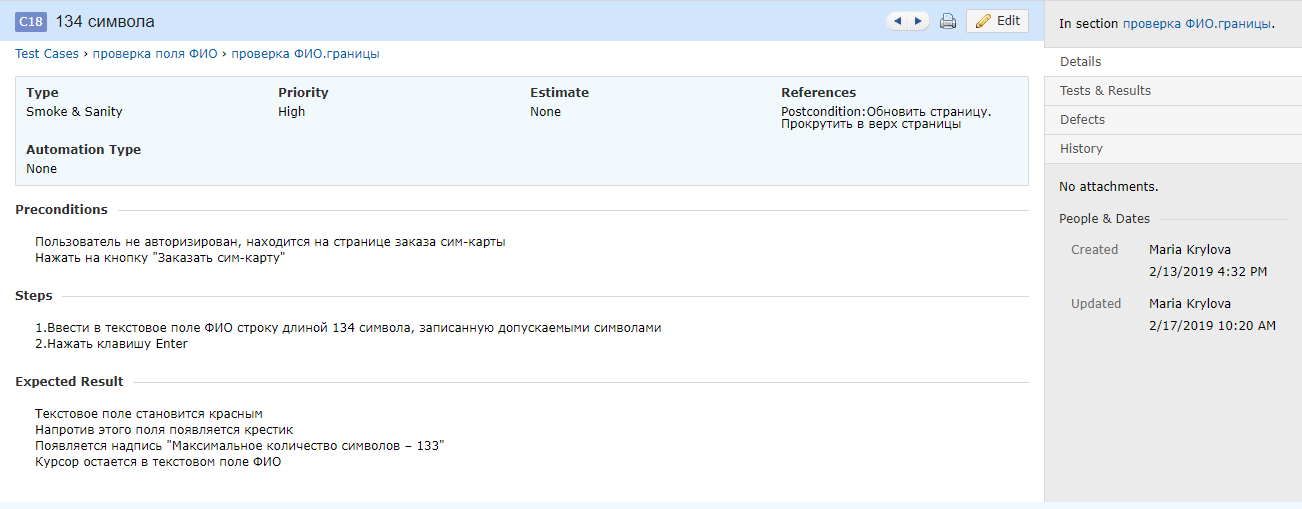 C18 134 символа
Edit
Test Cases › проверка поля ФИО › проверка ФИО.границы
Type
Smoke & Sanity
Priority
High
Estimate
None
References
Postcondition:Обновить страницу.
Прокрутить в верх страницы
Automation Type
None
Preconditions
Пользователь не авторизирован, находится на странице заказа сим-карты
Нажать на кнопку "Заказать сим-карту"
Steps
1.Ввести в текстовое поле ФИО строку длиной 134 символа, записанную допускаемыми символами
2.Нажать клавишу Enter
Expected Result
Текстовое поле становится красным
Напротив этого поля появляется крестик
Появляется надпись "Максимальное количество символов – 133"
Курсор остается в текстовом поле ФИО
In section проверка ФИО.границы.
Details
Tests & Results
Defects
History
No attachments.
People & Dates
Created Maria Krylova
2/13/2019 4:32 PM
Updated Maria Krylova
2/17/2019 10:20 AM